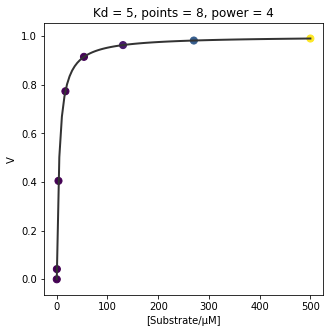 Kd = 5, points = 8, power = 4
1.0
0.8
0.6
0.4
0.2
0.0
V
0 100 200 300 400 500
[Substrate/µM]